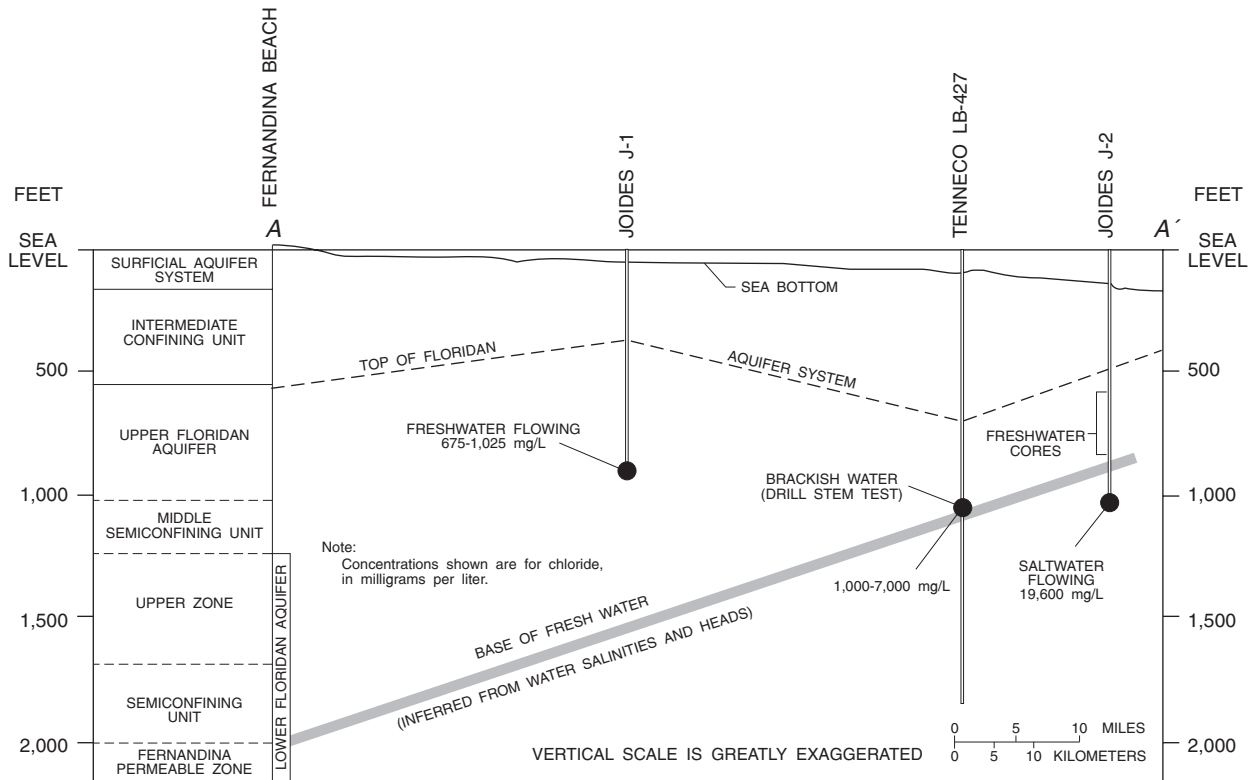 FERNANDINA BEACH
JOIDES J-1
TENNECO LB-427
JOIDES J-2
FEET
FEET
A
A´
SEA
LEVEL
SEA
LEVEL
SURFICIAL AQUIFER
SYSTEM
SEA BOTTOM
INTERMEDIATE
CONFINING UNIT
TOP OF FLORIDAN
AQUIFER SYSTEM
500
500
UPPER FLORIDAN
AQUIFER
FRESHWATER FLOWING
675-1,025 mg/L
FRESHWATER
CORES
BRACKISH WATER
(DRILL STEM TEST)
1,000
1,000
MIDDLE
SEMICONFINING UNIT
Note:
Concentrations shown are for chloride,
in milligrams per liter.
1,000-7,000 mg/L
SALTWATER
FLOWING
19,600 mg/L
UPPER ZONE
LOWER FLORIDAN AQUIFER
1,500
1,500
BASE OF FRESH WATER
(INFERRED FROM WATER SALINITIES AND HEADS)
SEMICONFINING
UNIT
2,000
2,000
FERNANDINA
PERMEABLE ZONE
VERTICAL SCALE IS GREATLY EXAGGERATED
0 5 10 MILES
0 5 10 KILOMETERS